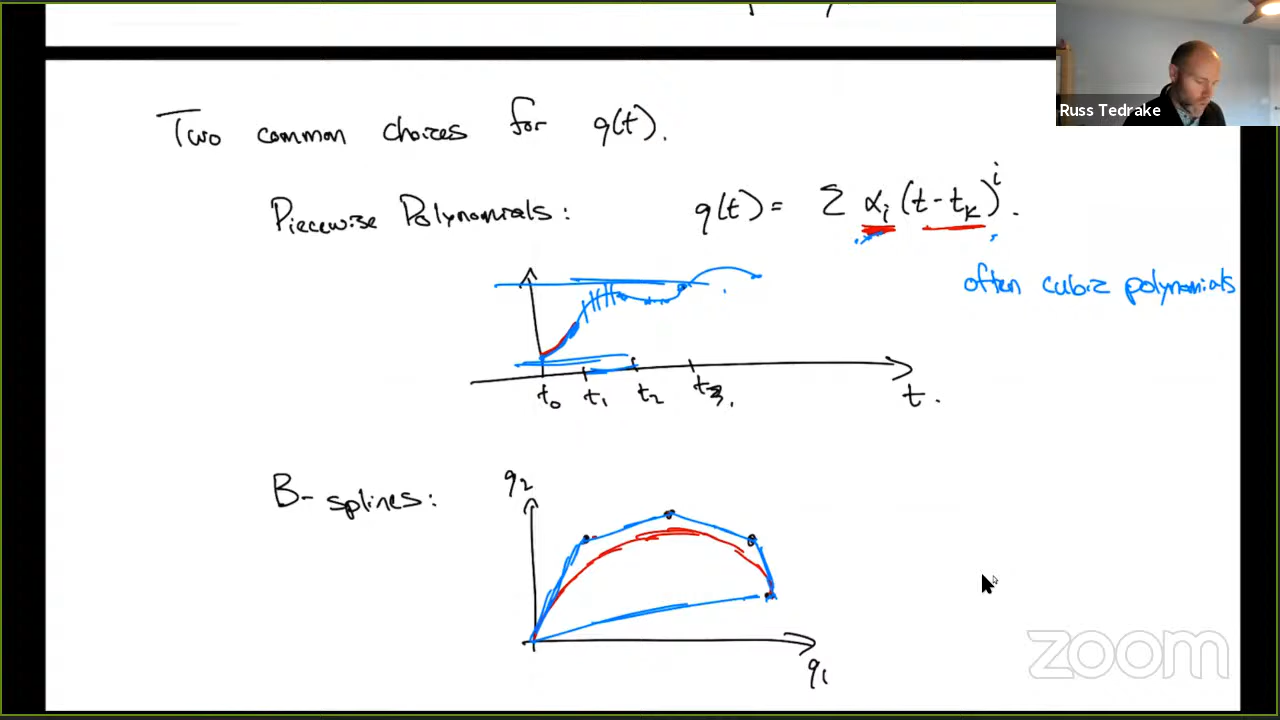 Russ Tedrake
Two common choices for q(t).
Piecewise Polynomials: q(t) = Σ αᵢ (t - tₖ)ⁱ.
often cubic polynomials
t₀ t₁ t₂ t₃. t.
B-splines:
q₂
q₁
zoom